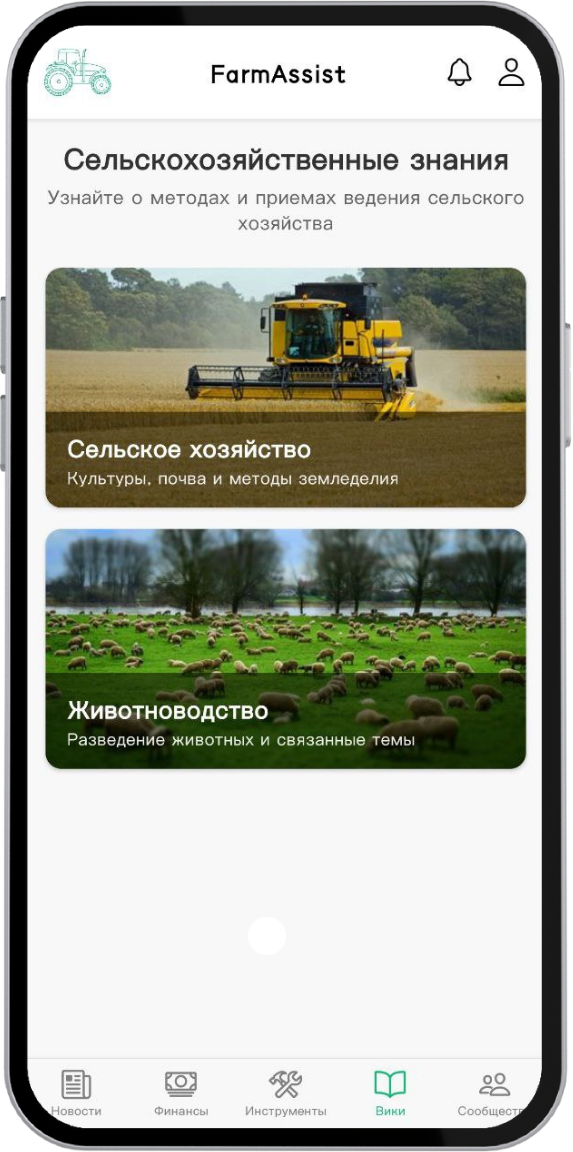 FarmAssist
Сельскохозяйственные знания
Узнайте о методах и приемах ведения сельского
хозяйства
Сельское хозяйство
Культуры, почва и методы земледелия
Животноводство
Разведение животных и связанные темы
Новости
Финансы
Инструменты
Вики
Сообществ